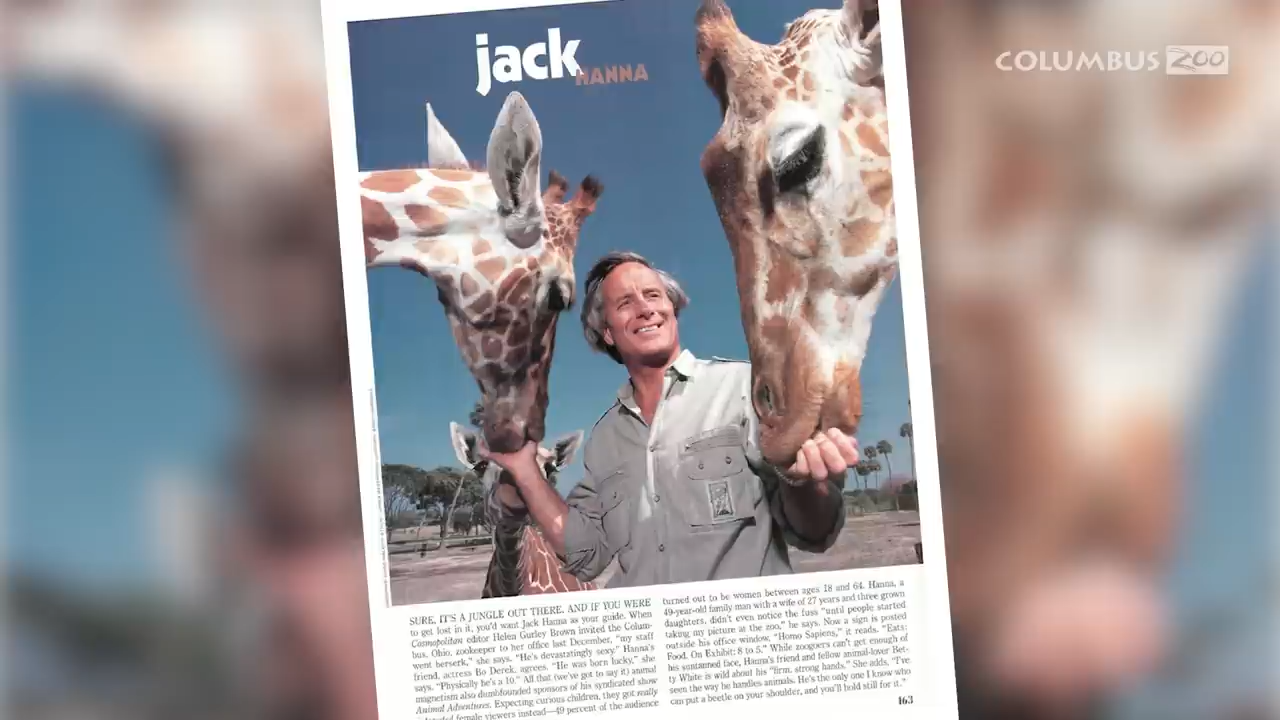 COLUMBUS ZOO
jack
HANNA
SURE, IT'S A JUNGLE OUT THERE. AND IF YOU WERE
to get lost in it, you'd want Jack Hanna as your guide. When
Cosmopolitan editor Helen Gurley Brown invited the Colum-
bus, Ohio, zookeeper to her office last December, "my staff
went berserk," she says. "He's devastatingly sexy." Hanna's
friend, actress Bo Derek, agrees. "He was born lucky," she
says. "Physically he's a 10." All that (we've got to say it) animal
magnetism also dumbfounded sponsors of his syndicated show
Animal Adventures. Expecting curious children, they got really
female viewers instead—49 percent of the audience
turned out to be women between ages 18 and 64. Hanna, a
49-year-old family man with a wife of 27 years and three grown
daughters, didn't even notice the fuss "until people started
taking my picture at the zoo," he says. Now a sign is posted
outside his office window. "Homo Sapiens," it reads. "Eats:
Food. On Exhibit: 8 to 5." While zoogoers can't get enough of
his suntanned face, Hanna's friend and fellow animal-lover Bet-
ty White is wild about his "firm, strong hands." She adds, "I've
seen the way he handles animals. He's the only one I know who
can put a beetle on your shoulder, and you'll hold still for it."
163